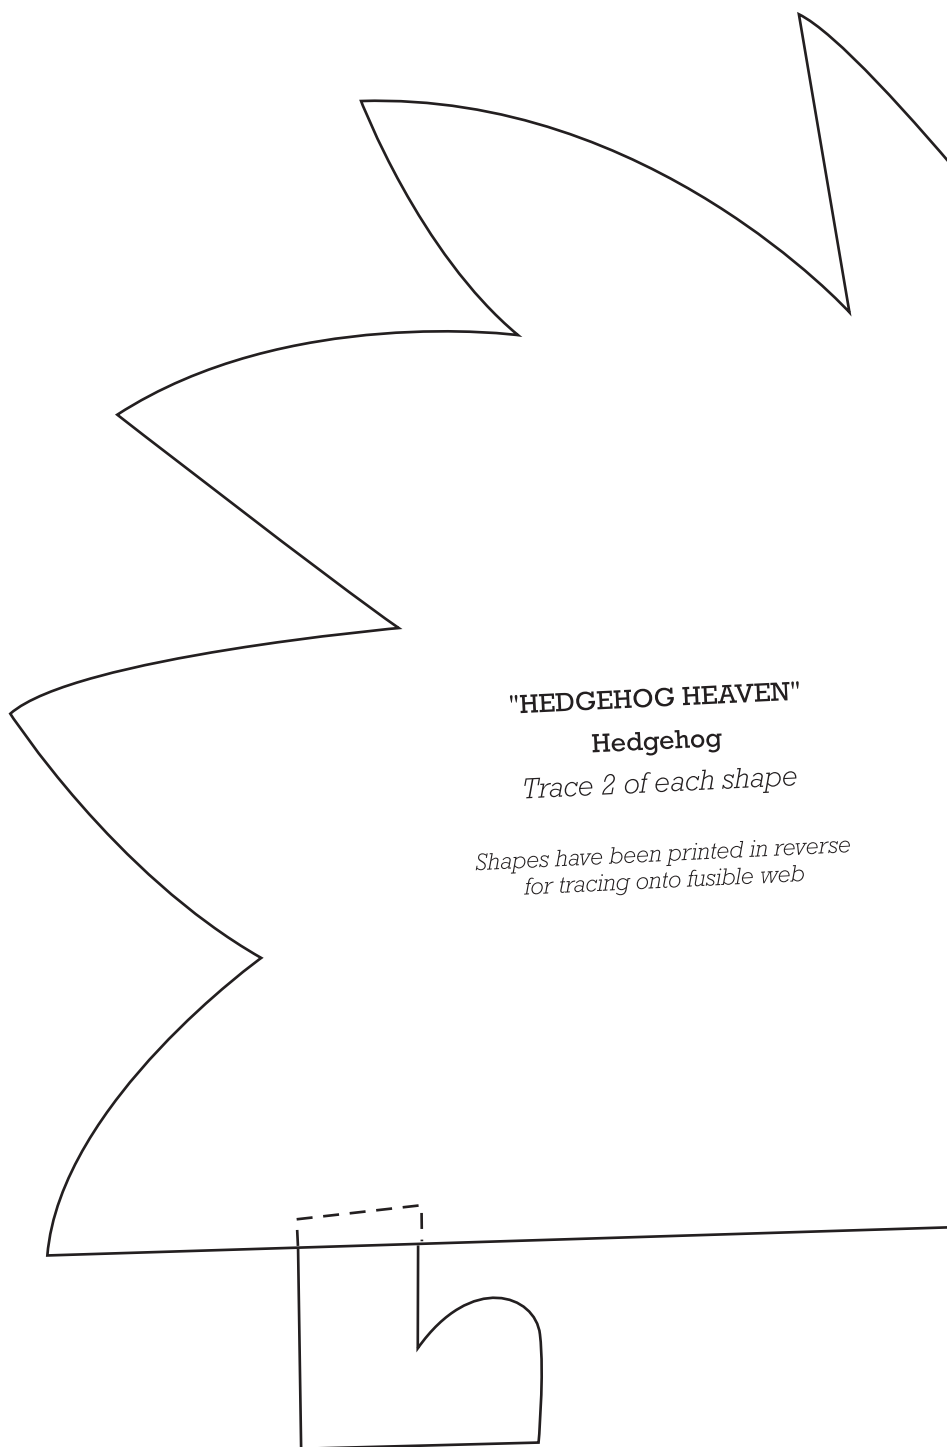 "HEDGEHOG HEAVEN"
Hedgehog
Trace 2 of each shape
Shapes have been printed in reverse
for tracing onto fusible web